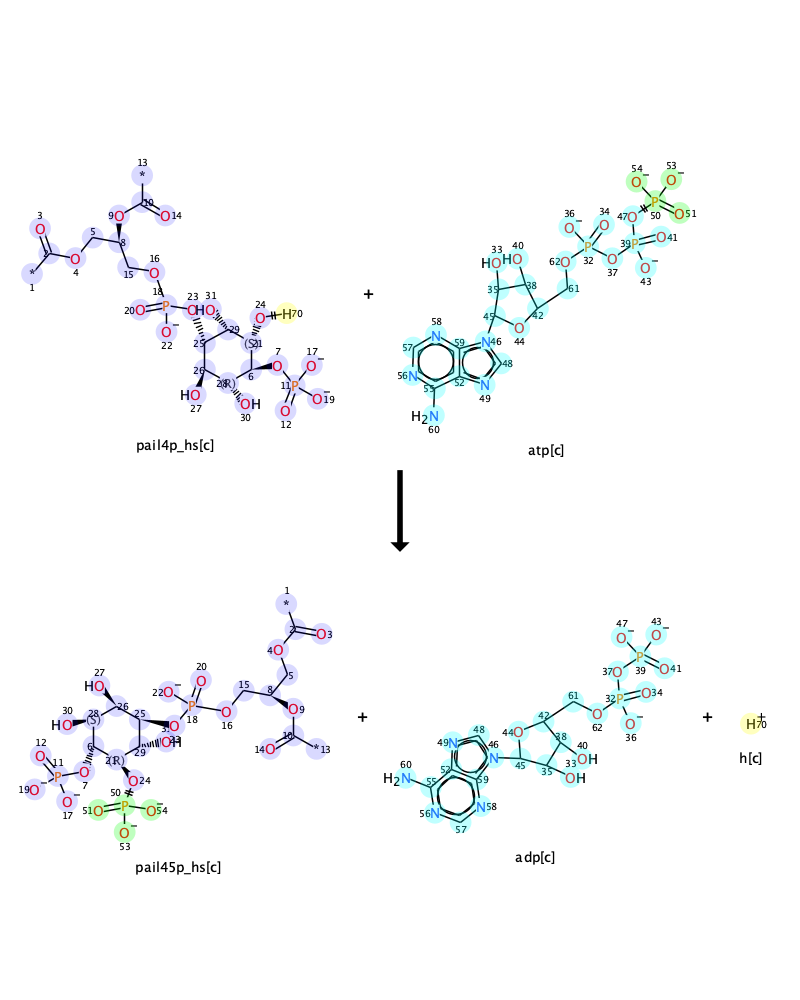 13
*
54 53
O⁻ O⁻
3 9 O 10 O 14 P O 51
O 5 8 47 O 50
2 O 36 34 39 P O 41
* 4 16 O⁻ O
1 15 O 33 40 62 O P O O⁻
18 23 31 24 HO HO 32 37 43
20 O P O HO O H 70 35 38 61
22 O⁻ 25 29 (S) 21 7 17 45 O 42
26 6 O O⁻ 58 N 59 N 46 44
HO (R) 28 11 P O⁻ 19 57 48
27 OH O 56 N 55 52 N 49
30 12 H₂N
60
+
pail4p_hs[c]
atp[c]
1
*
2 O 3
4 O
5
47 43
O⁻ O⁻
37 O P O 41
39
27 20 15 8 61 32 P O 34
HO 26 22 O⁻ O O 9 62 O O⁻
30 HO 28 (S) 25 P 18 O 16 10 44 O 42 36
12 6 29 O 31 23 OH 14 O * 13 49 N 48 46 N 38 40 OH
O 11 21 (R) 60 H₂N 52 45 35 33 OH
19 O⁻ P O 7 O 24 55 59
O⁻ 50 56 N N 58
17 51 O P O⁻ 54 57
O⁻
53
+
+
H⁺ 70
h[c]
adp[c]
pail45p_hs[c]